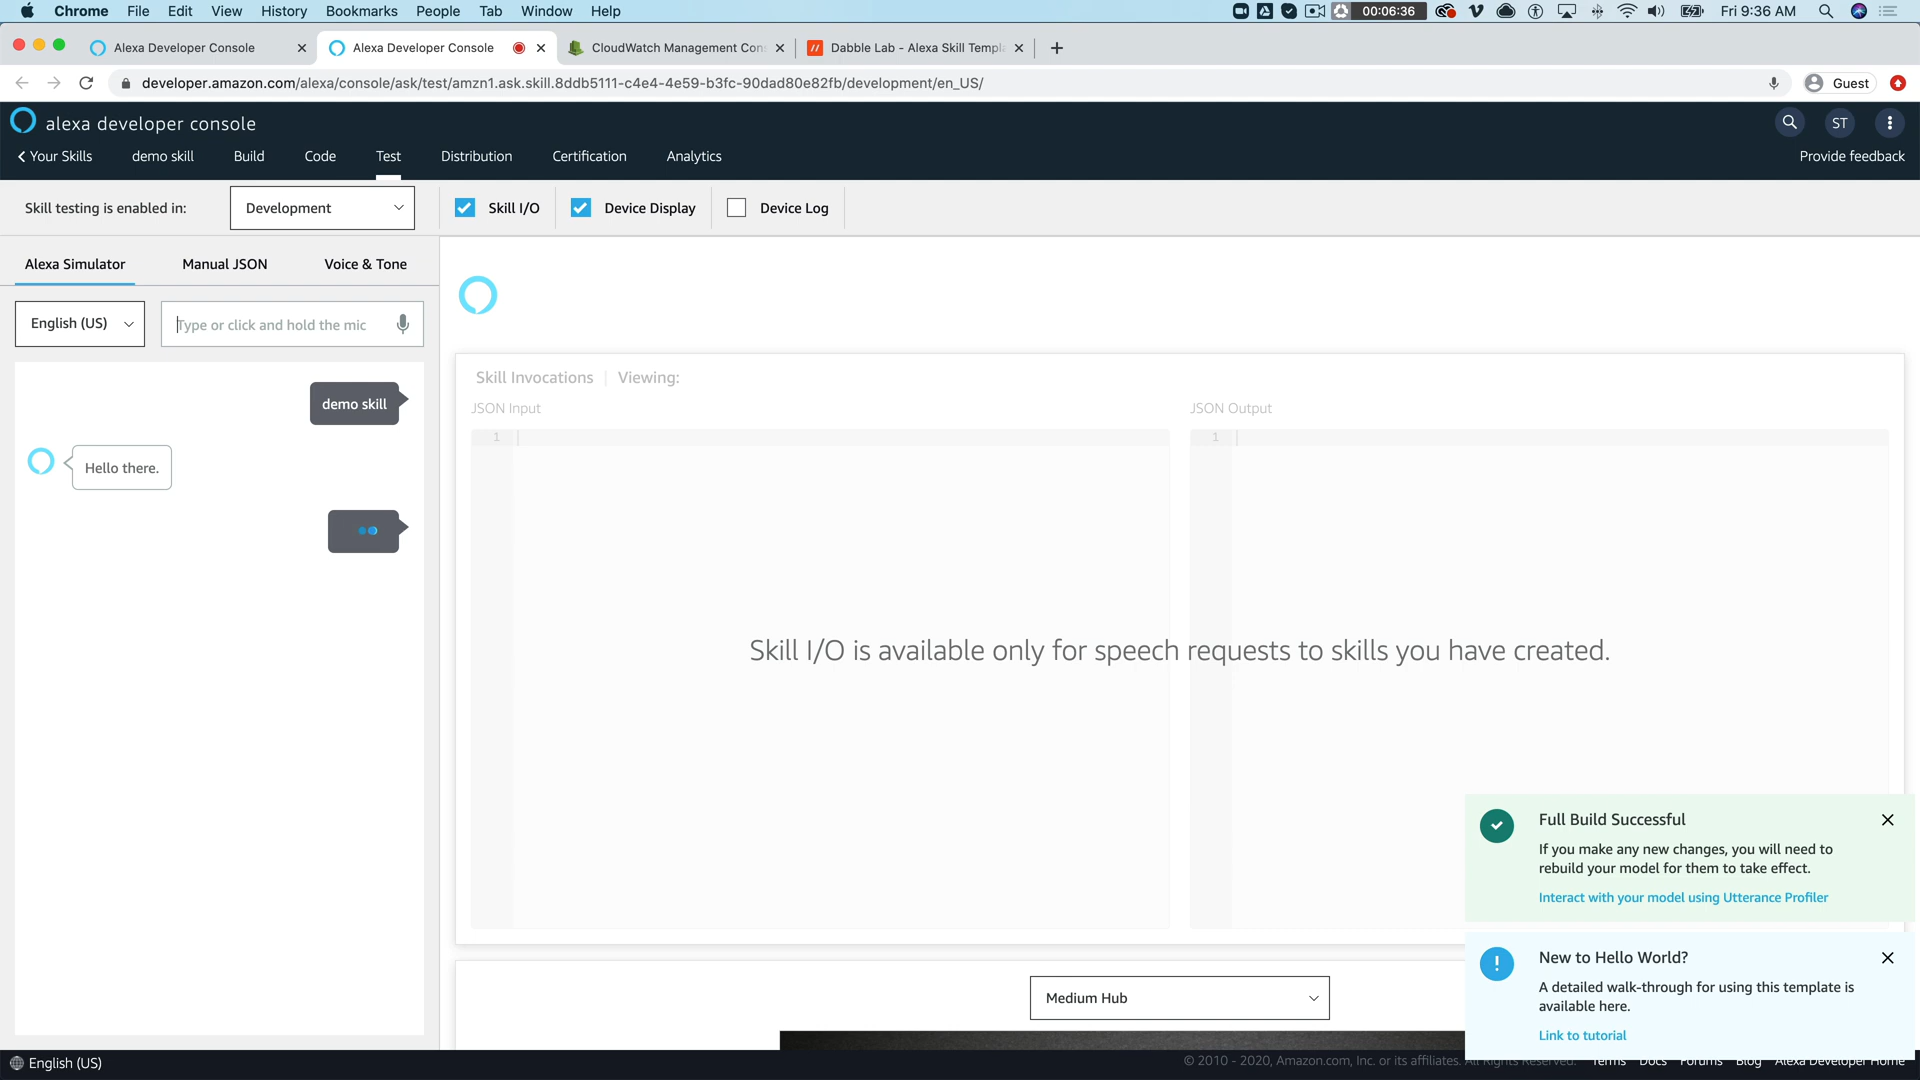 Chrome File Edit View History Bookmarks People Tab Window Help 00:06:36 Fri 9:36 AM
Alexa Developer Console Alexa Developer Console CloudWatch Management Con Dabble Lab - Alexa Skill Templa
developer.amazon.com/alexa/console/ask/test/amzn1.ask.skill.8ddb5111-c4e4-4e59-b3fc-90dad80e82fb/development/en_US/ Guest
alexa developer console ST
Your Skills demo skill Build Code Test Distribution Certification Analytics Provide feedback
Skill testing is enabled in: Development Skill I/O Device Display Device Log
Alexa Simulator Manual JSON Voice & Tone
English (US) Type or click and hold the mic
demo skill
Hello there.
Skill Invocations | Viewing:
JSON Input JSON Output
1 1
Skill I/O is available only for speech requests to skills you have created.
Full Build Successful
If you make any new changes, you will need to
rebuild your model for them to take effect.
Interact with your model using Utterance Profiler
New to Hello World?
A detailed walk-through for using this template is
available here.
Link to tutorial
Medium Hub
English (US) © 2010 - 2020, Amazon.com, Inc. or its affiliates. All Rights Reserved. Terms Docs Forums Blog Alexa Developer Home